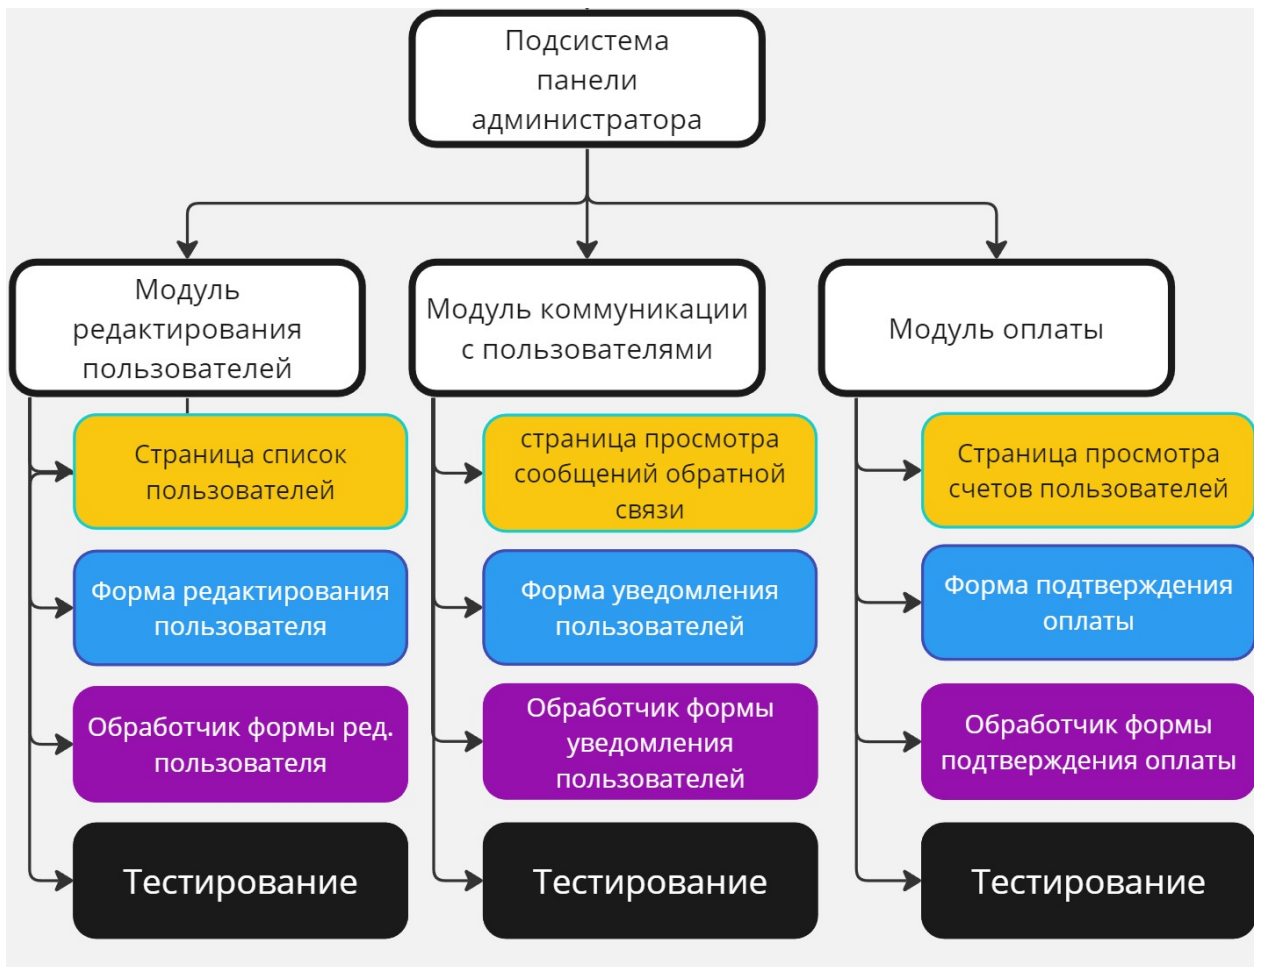 Подсистема
панели
администратора
Модуль
редактирования
пользователей
Модуль коммуникации
с пользователями
Модуль оплаты
Страница список
пользователей
страница просмотра
сообщений обратной
связи
Страница просмотра
счетов пользователей
Форма редактирования
пользователя
Форма уведомления
пользователей
Форма подтверждения
оплаты
Обработчик формы ред.
пользователя
Обработчик формы
уведомления
пользователей
Обработчик формы
подтверждения оплаты
Тестирование
Тестирование
Тестирование